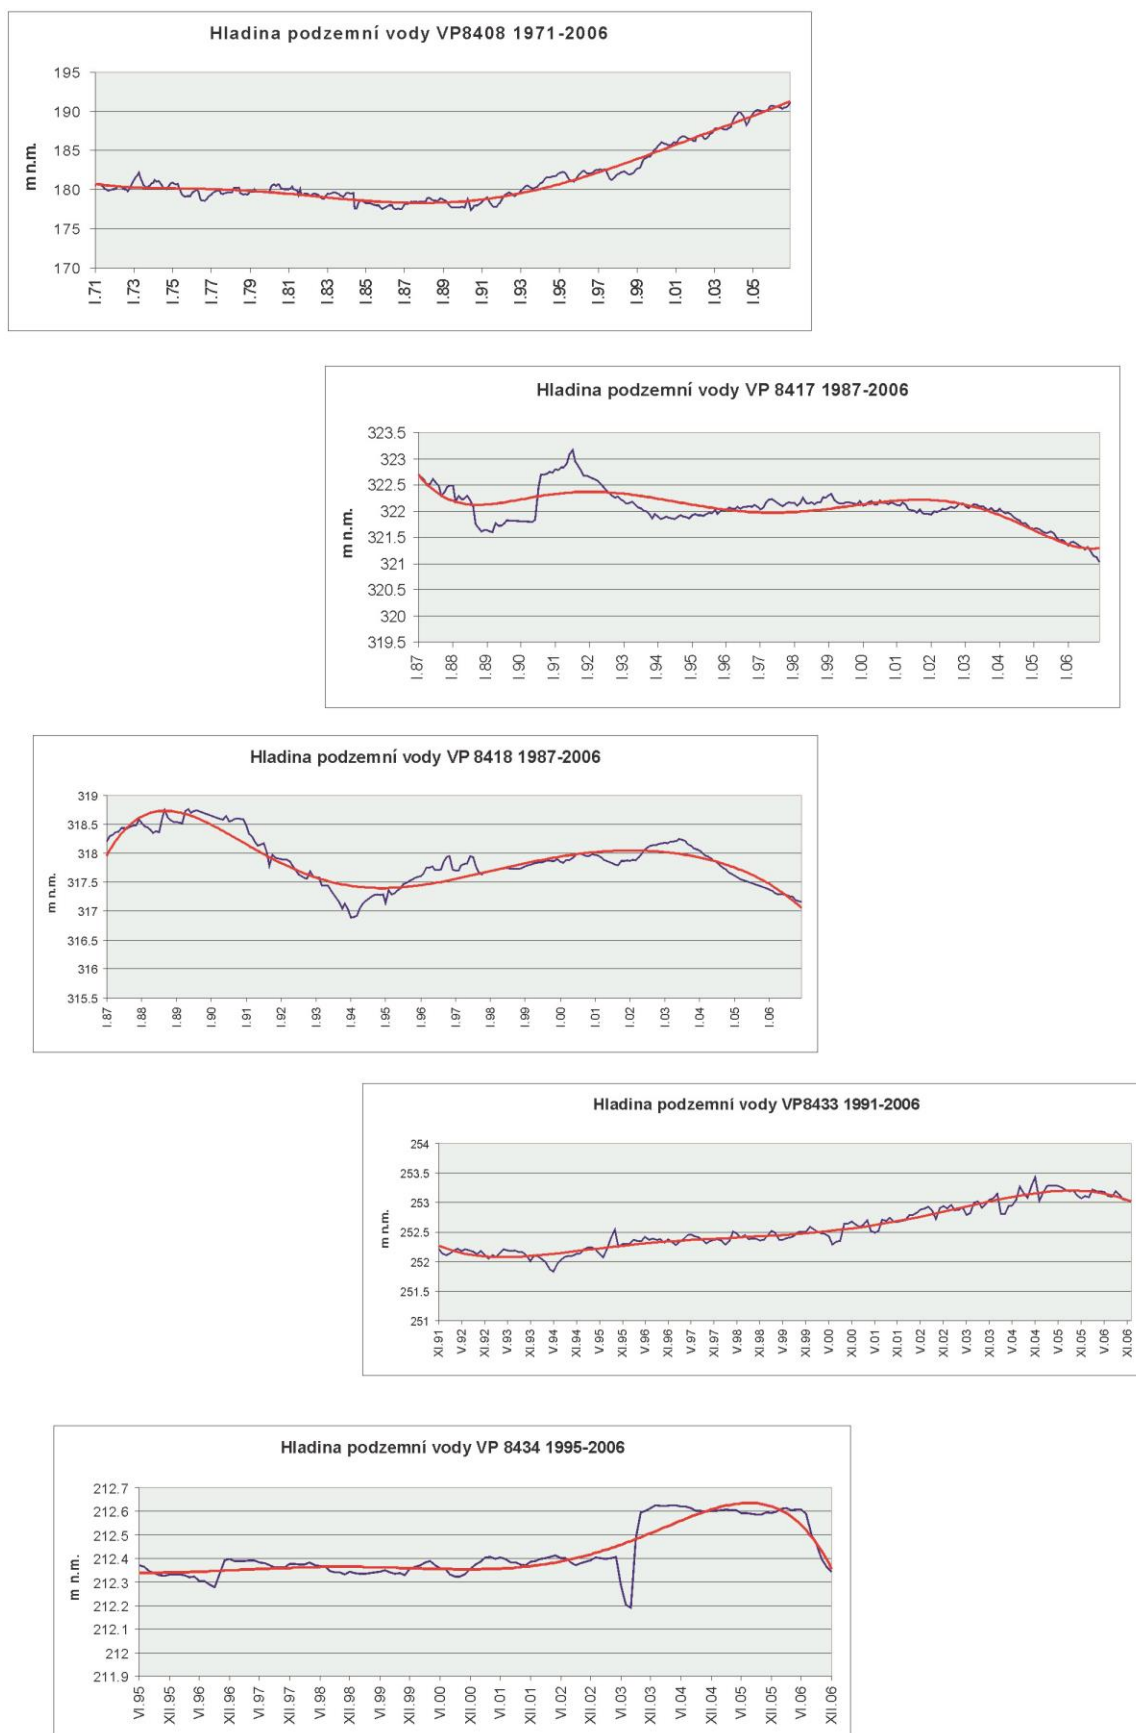 Hladina podzemní vody VP8408 1971-2006
m n.m.
195
190
185
180
175
170
I.71 I.73 I.75 I.77 I.79 I.81 I.83 I.85 I.87 I.89 I.91 I.93 I.95 I.97 I.99 I.01 I.03 I.05
Hladina podzemní vody VP 8417 1987-2006
m n.m.
323.5
323
322.5
322
321.5
321
320.5
320
319.5
I.87 I.88 I.89 I.90 I.91 I.92 I.93 I.94 I.95 I.96 I.97 I.98 I.99 I.00 I.01 I.02 I.03 I.04 I.05 I.06
Hladina podzemní vody VP 8418 1987-2006
m n.m.
319
318.5
318
317.5
317
316.5
316
315.5
I.87 I.88 I.89 I.90 I.91 I.92 I.93 I.94 I.95 I.96 I.97 I.98 I.99 I.00 I.01 I.02 I.03 I.04 I.05 I.06
Hladina podzemní vody VP8433 1991-2006
m n.m.
254
253.5
253
252.5
252
251.5
251
XI.91 V.92 XI.92 V.93 XI.93 V.94 XI.94 V.95 XI.95 V.96 XI.96 V.97 XI.97 V.98 XI.98 V.99 XI.99 V.00 XI.00 V.01 XI.01 V.02 XI.02 V.03 XI.03 V.04 XI.04 V.05 XI.05 V.06 XI.06
Hladina podzemní vody VP 8434 1995-2006
m n.m.
212.7
212.6
212.5
212.4
212.3
212.2
212.1
212
211.9
VI.95 XII.95 VI.96 XII.96 VI.97 XII.97 VI.98 XII.98 VI.99 XII.99 VI.00 XII.00 VI.01 XII.01 VI.02 XII.02 VI.03 XII.03 VI.04 XII.04 VI.05 XII.05 VI.06 XII.06